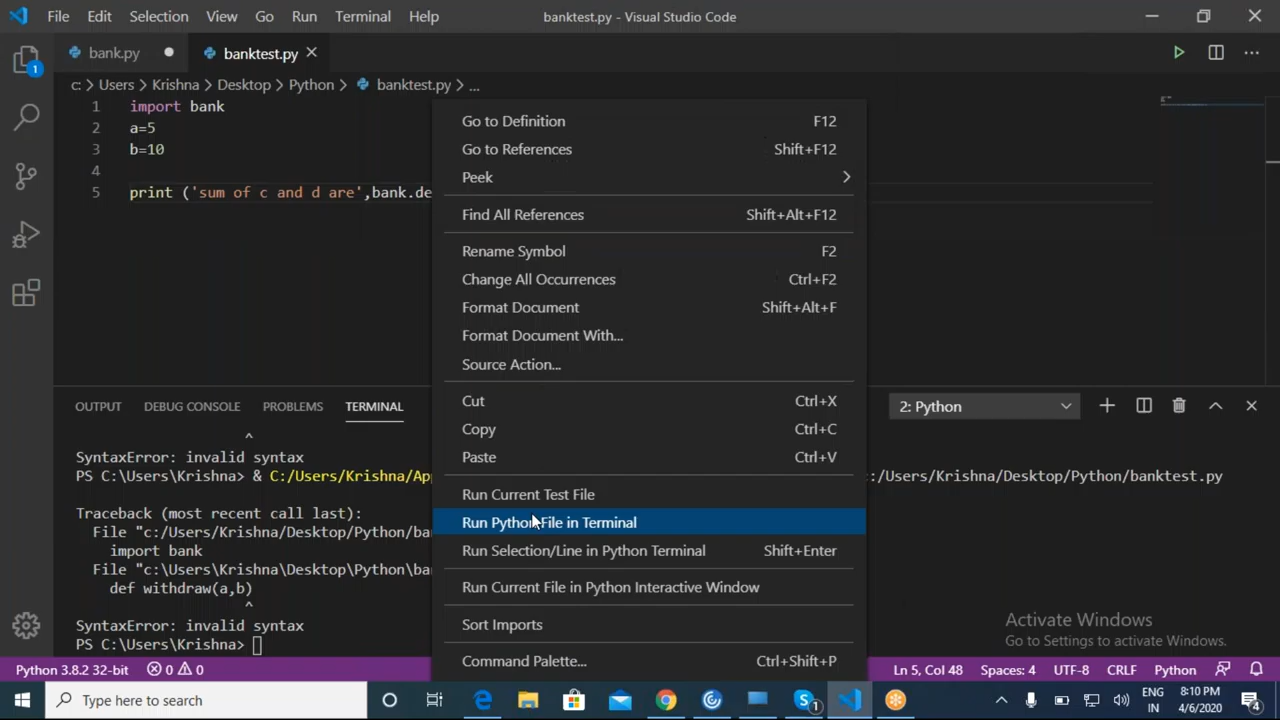 File Edit Selection View Go Run Terminal Help banktest.py - Visual Studio Code
bank.py banktest.py
c: > Users > Krishna > Desktop > Python > banktest.py > ...
1 import bank
2 a=5
3 b=10
4
5 print ('sum of c and d are',bank.de
Go to Definition F12
Go to References Shift+F12
Peek
Find All References Shift+Alt+F12
Rename Symbol F2
Change All Occurrences Ctrl+F2
Format Document Shift+Alt+F
Format Document With...
Source Action...
Cut Ctrl+X
Copy Ctrl+C
Paste Ctrl+V
Run Current Test File
Run Python File in Terminal
Run Selection/Line in Python Terminal Shift+Enter
Run Current File in Python Interactive Window
Sort Imports
Command Palette... Ctrl+Shift+P
OUTPUT DEBUG CONSOLE PROBLEMS TERMINAL 2: Python
^
SyntaxError: invalid syntax
PS C:\Users\Krishna> & C:/Users/Krishna/Ap :/Users/Krishna/Desktop/Python/banktest.py
Traceback (most recent call last):
File "c:/Users/Krishna/Desktop/Python/
import bank
File "c:\Users\Krishna\Desktop\Python\ba
def withdraw(a,b)
^
SyntaxError: invalid syntax
PS C:\Users\Krishna>
Activate Windows
Go to Settings to activate Windows.
1
Python 3.8.2 32-bit 0 0 Ln 5, Col 48 Spaces: 4 UTF-8 CRLF Python
Type here to search
1
ENG
IN
8:10 PM
4/6/2020
4